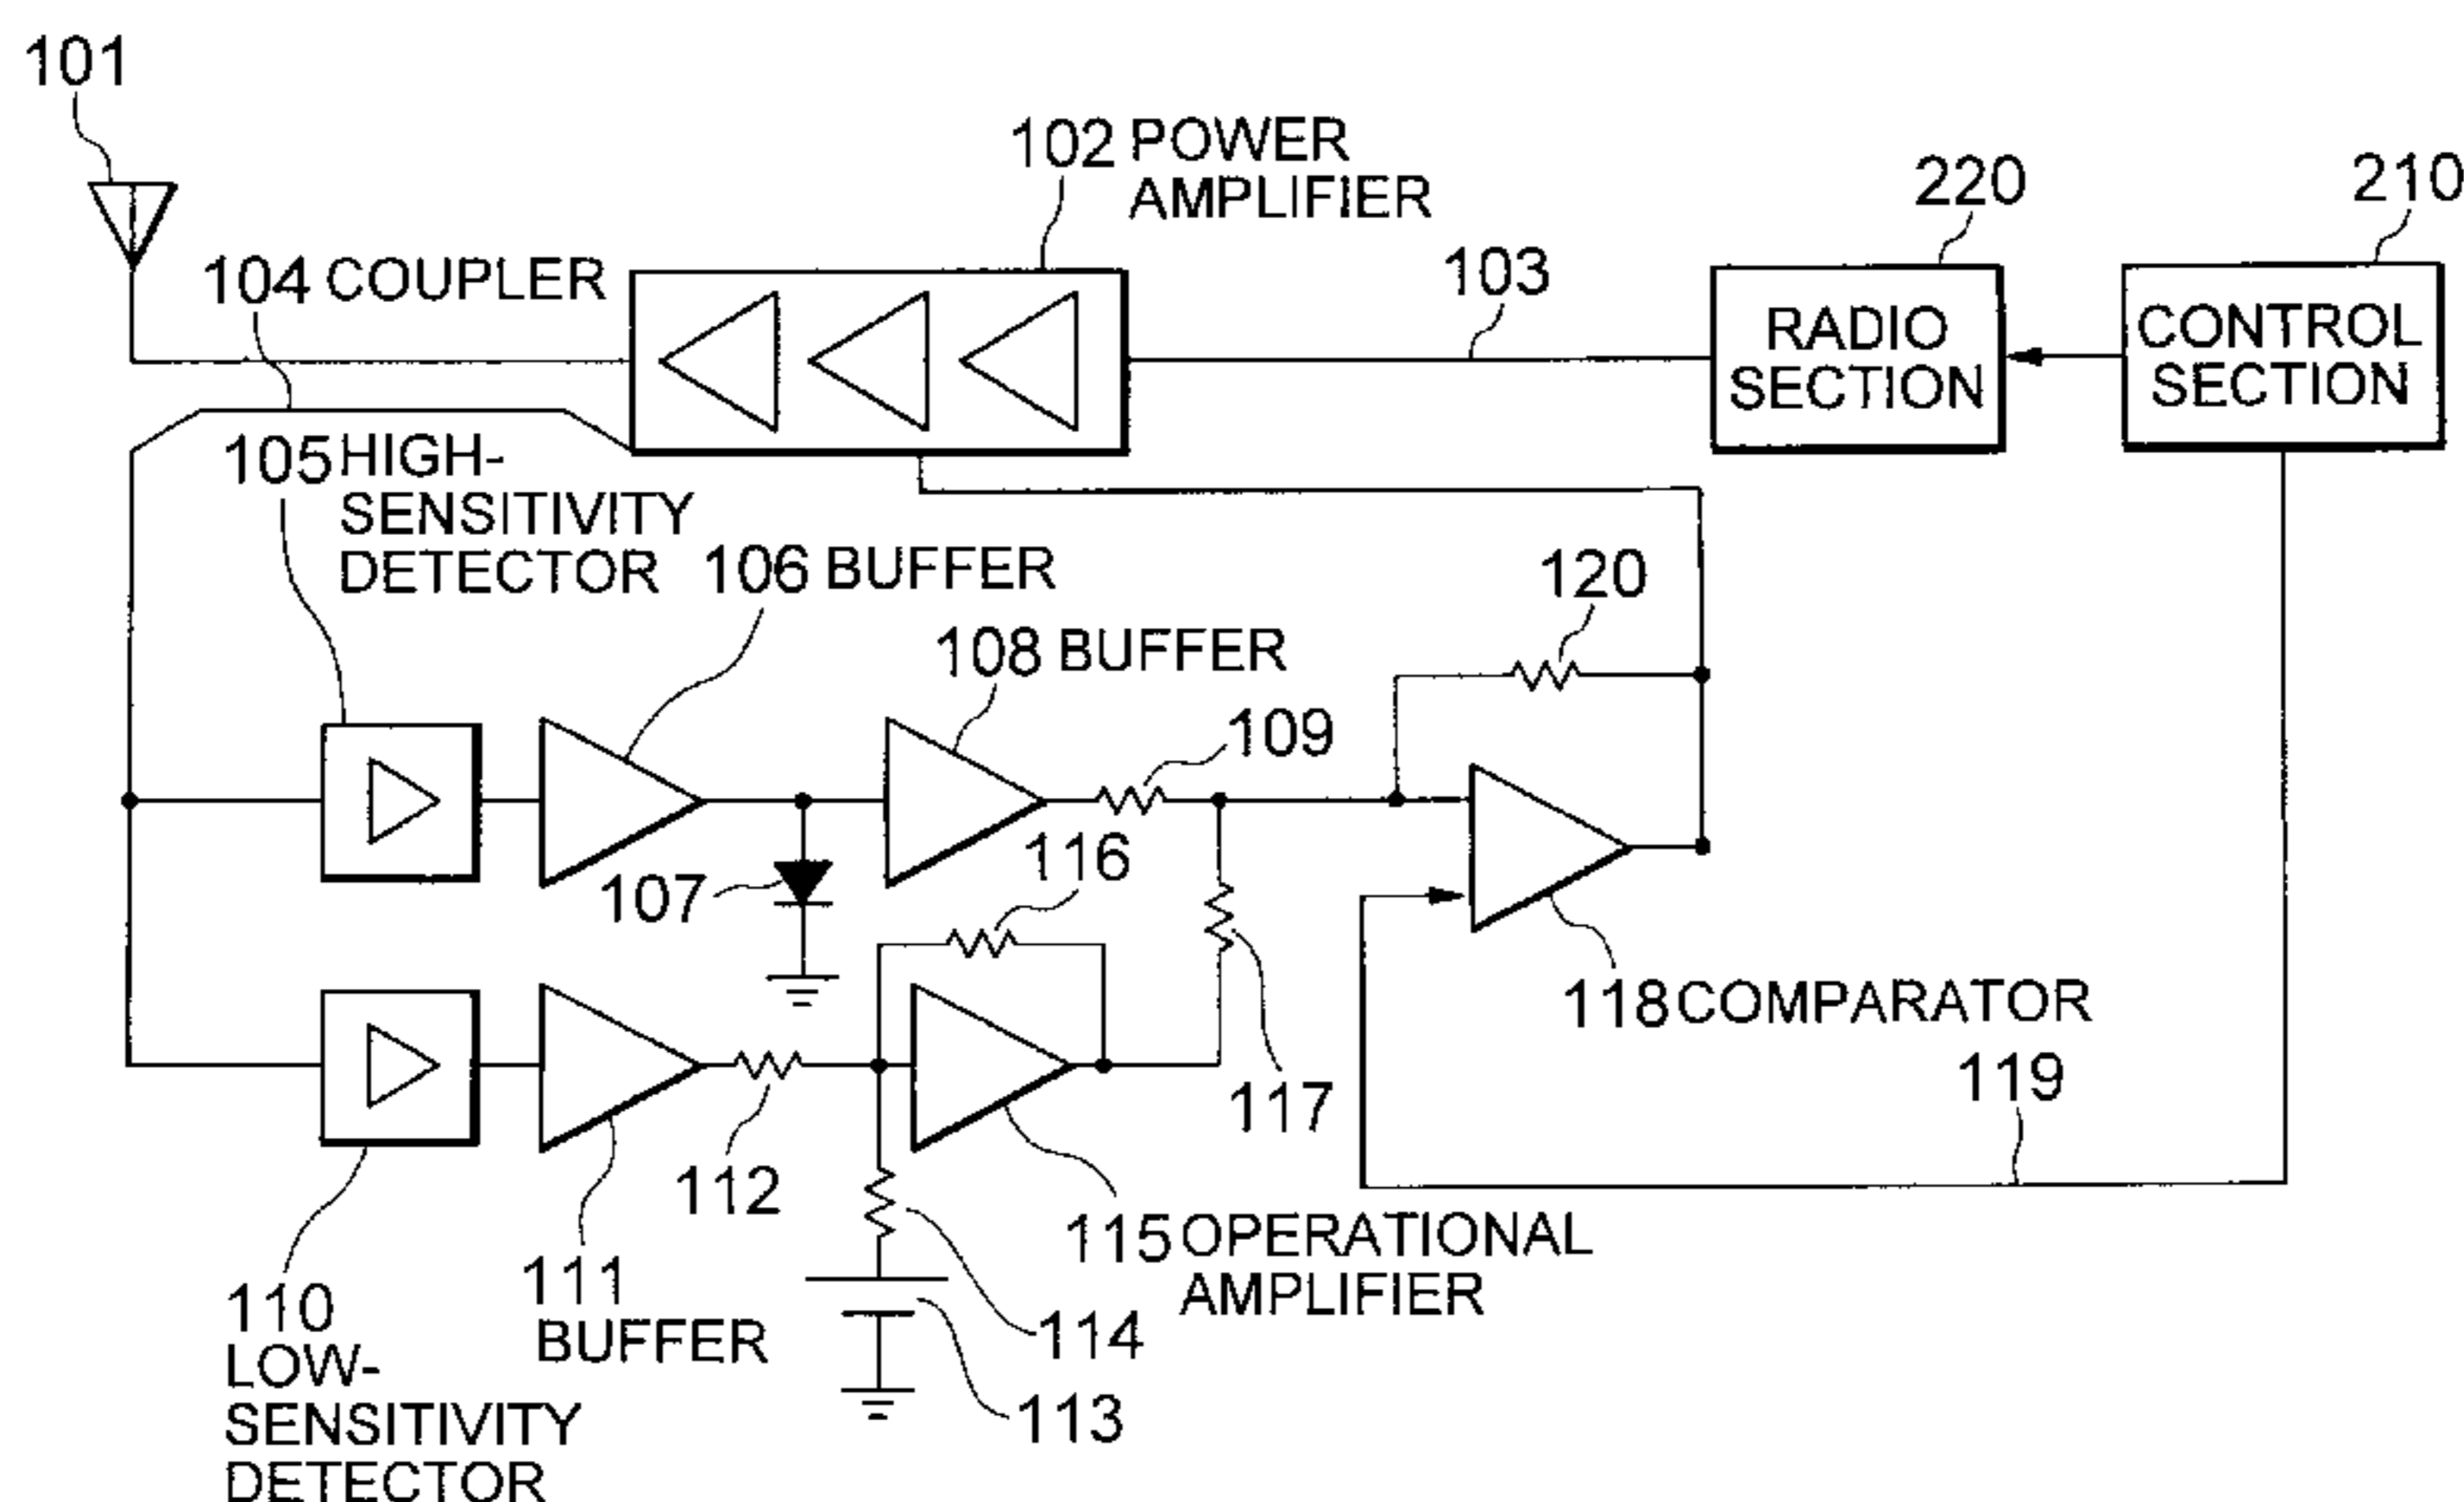 101
102 POWER
AMPLIFIER
220
210
103
104 COUPLER
RADIO
SECTION
CONTROL
SECTION
105 HIGH-
SENSITIVITY
DETECTOR
106 BUFFER
120
108 BUFFER
109
116
107
118 COMPARATOR
119
117
112
115 OPERATIONAL
AMPLIFIER
111
BUFFER
110
LOW-
SENSITIVITY
DETECTOR
114
113